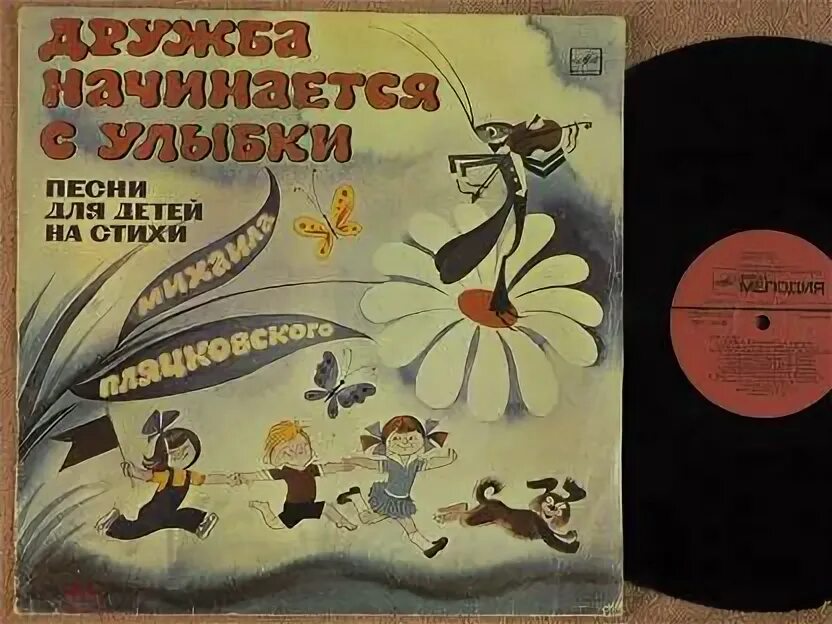 ДРУЖБА
НАЧИНАЕТСЯ
С УЛЫБКИ
ПЕСНИ
ДЛЯ ДЕТЕЙ
НА СТИХИ
МИХАИЛА
ПЛЯЦКОВСКОГО
МЕЛОДИЯ